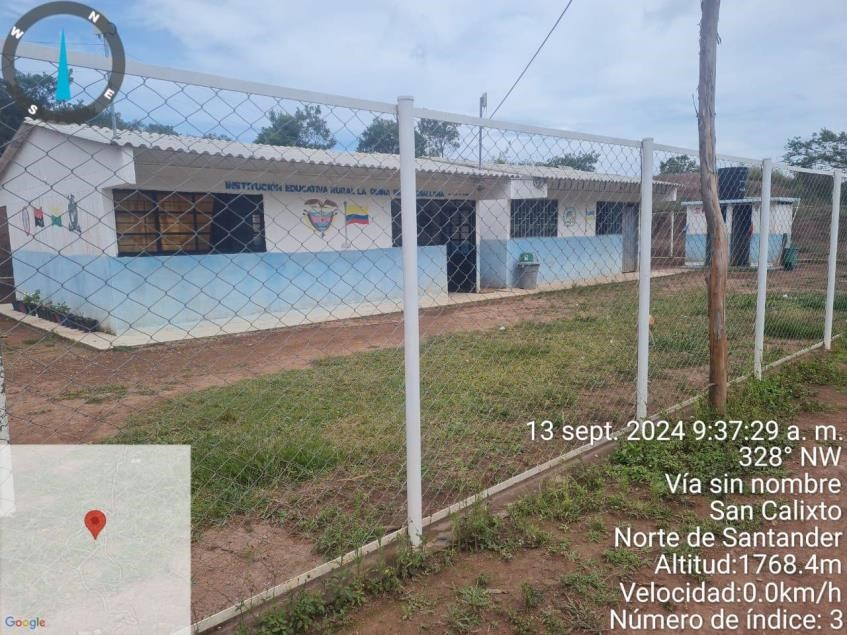 N
W
E
S
INSTITUCIÓN EDUCATIVA RURAL LA
13 sept. 2024 9:37:29 a. m.
328° NW
Vía sin nombre
San Calixto
Norte de Santander
Altitud:1768.4m
Velocidad:0.0km/h
Número de índice: 3
Google